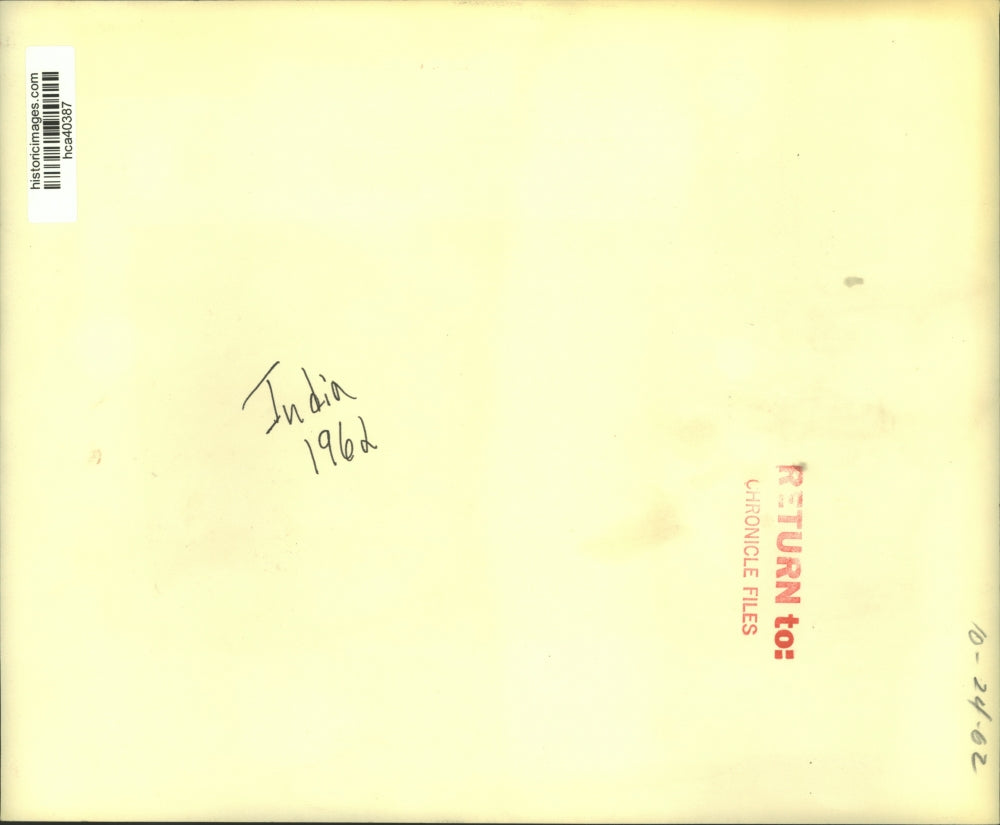 historicimages.com
hca40387
India
1962
RETURN to:
CHRONICLE FILES
10-24-62